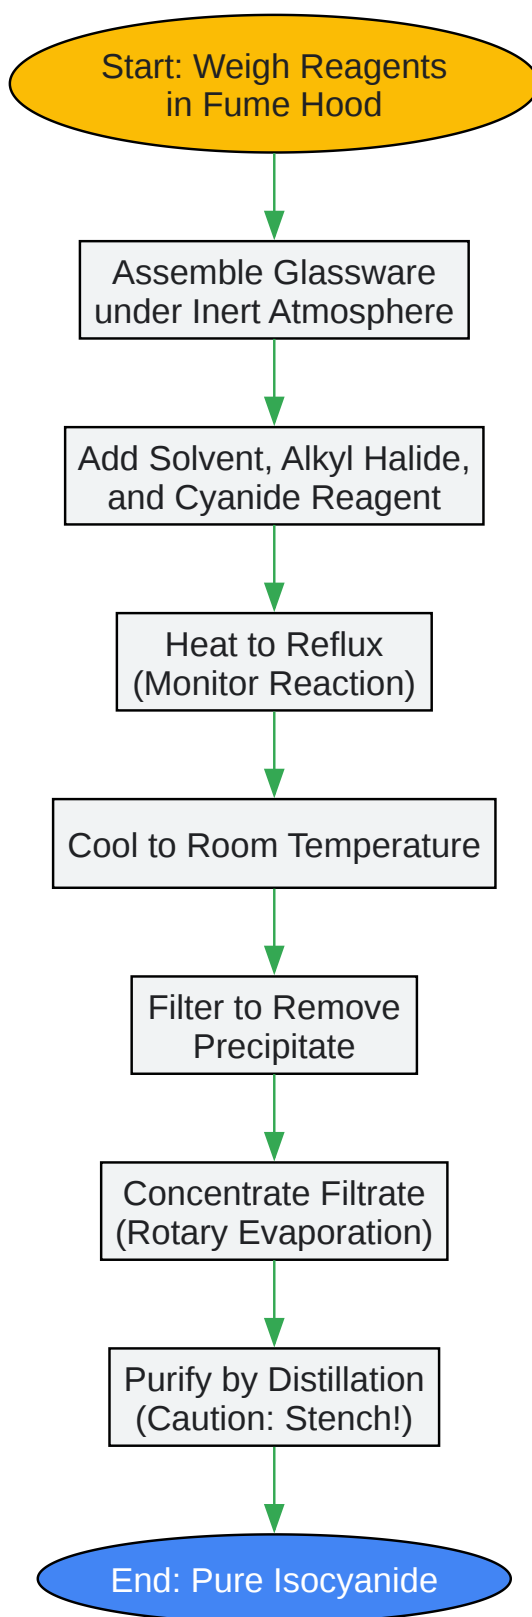 Start: Weigh Reagents
in Fume Hood
Assemble Glassware
under Inert Atmosphere
Add Solvent, Alkyl Halide,
and Cyanide Reagent
Heat to Reflux
(Monitor Reaction)
Cool to Room Temperature
Filter to Remove
Precipitate
Concentrate Filtrate
(Rotary Evaporation)
Purify by Distillation
(Caution: Stench!)
End: Pure Isocyanide